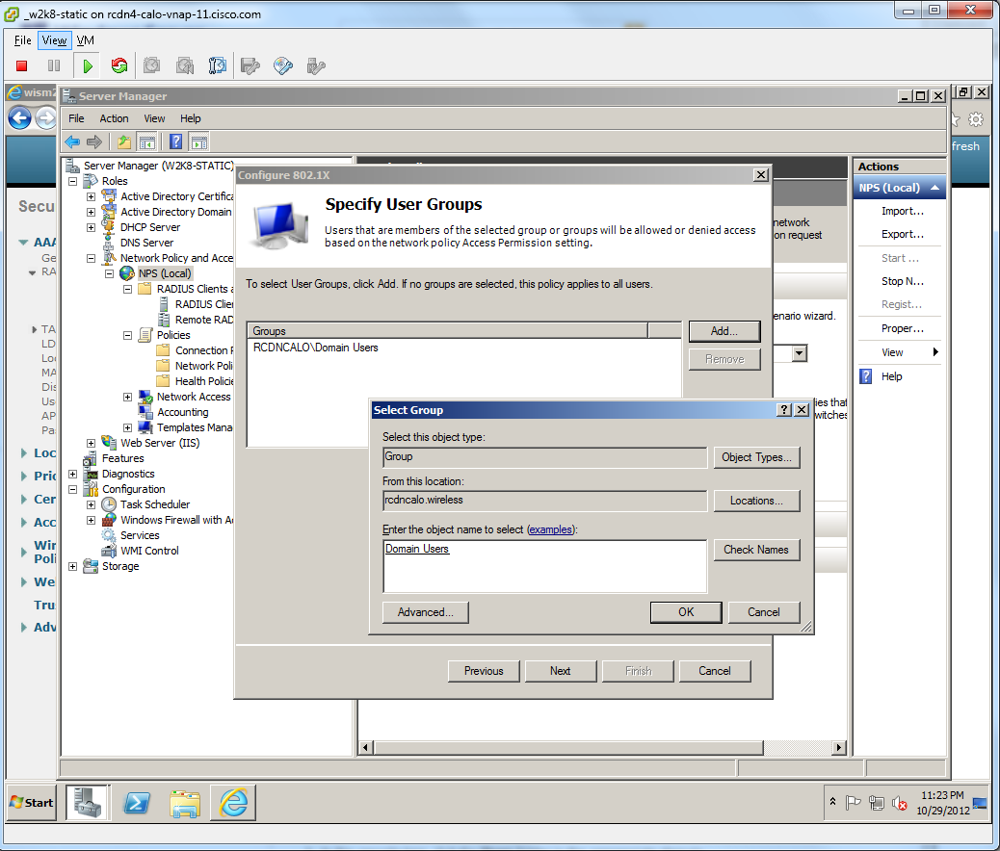 _w2k8-static on rcdn4-calo-vnap-11.cisco.com
File View VM
wism2
Server Manager
File Action View Help
fresh
Secu
AAA
Ge
RA
TA
LD
Loc
MA
Dis
Us
AP
Pa
Loc
Prio
Cer
Acc
Wir
Poli
We
Tru
Adv
Server Manager (W2K8-STATIC)
Roles
Active Directory Certifica
Active Directory Domain
DHCP Server
DNS Server
Network Policy and Acce
NPS (Local)
RADIUS Clients a
RADIUS Clie
Remote RAD
Policies
Connection
Network Poli
Health Policie
Network Access
Accounting
Templates Mana
Web Server (IIS)
Features
Diagnostics
Configuration
Task Scheduler
Windows Firewall with Ad
Services
WMI Control
Storage
Configure 802.1X
Specify User Groups
Users that are members of the selected group or groups will be allowed or denied access
based on the network policy Access Permission setting.
To select User Groups, click Add. If no groups are selected, this policy applies to all users.
Groups
RCDNCALO\Domain Users
Add...
Remove
Select Group
Select this object type:
Group
Object Types...
From this location:
rcdncalo.wireless
Locations...
Enter the object name to select (examples):
Domain Users
Check Names
Advanced...
OK
Cancel
Previous
Next
Finish
Cancel
network
on request
enario wizard.
lies that
witches
Actions
NPS (Local)
Import...
Export...
Start ...
Stop N...
Regist...
Proper...
View
Help
Start
11:23 PM
10/29/2012